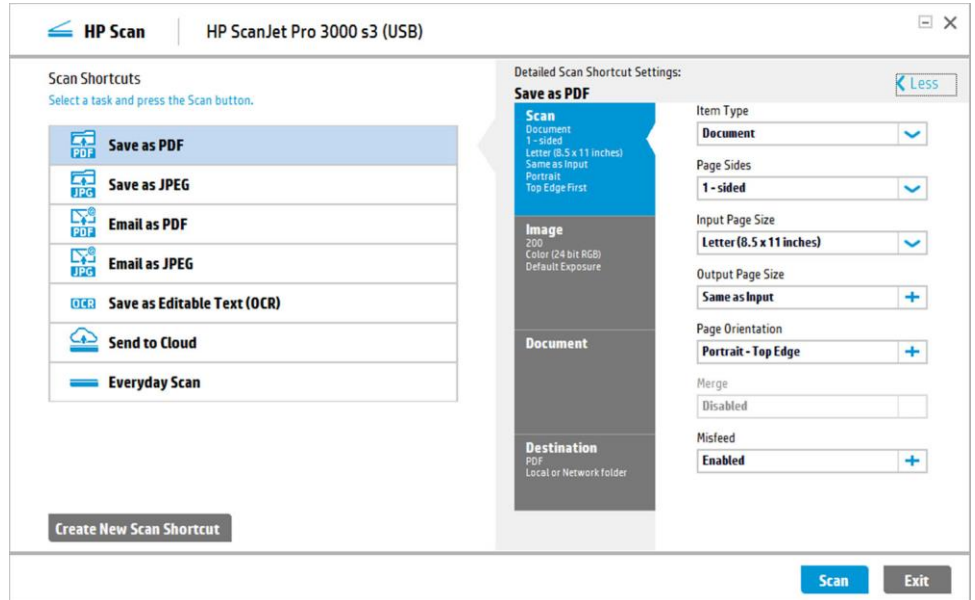 HP Scan
HP ScanJet Pro 3000 s3 (USB)
Scan Shortcuts
Select a task and press the Scan button.
PDF
Save as PDF
JPG
Save as JPEG
PDF
Email as PDF
JPG
Email as JPEG
OCR
Save as Editable Text (OCR)
Send to Cloud
Everyday Scan
Create New Scan Shortcut
Detailed Scan Shortcut Settings:
Save as PDF
Less
Scan
Document
1 - sided
Letter (8.5 x 11 inches)
Same as Input
Portrait
Top Edge First
Image
200
Color (24 bit RGB)
Default Exposure
Document
Destination
PDF
Local or Network folder
Item Type
Document
Page Sides
1 - sided
Input Page Size
Letter (8.5 x 11 inches)
Output Page Size
Same as Input
Page Orientation
Portrait - Top Edge
Merge
Disabled
Misfeed
Enabled
Scan
Exit